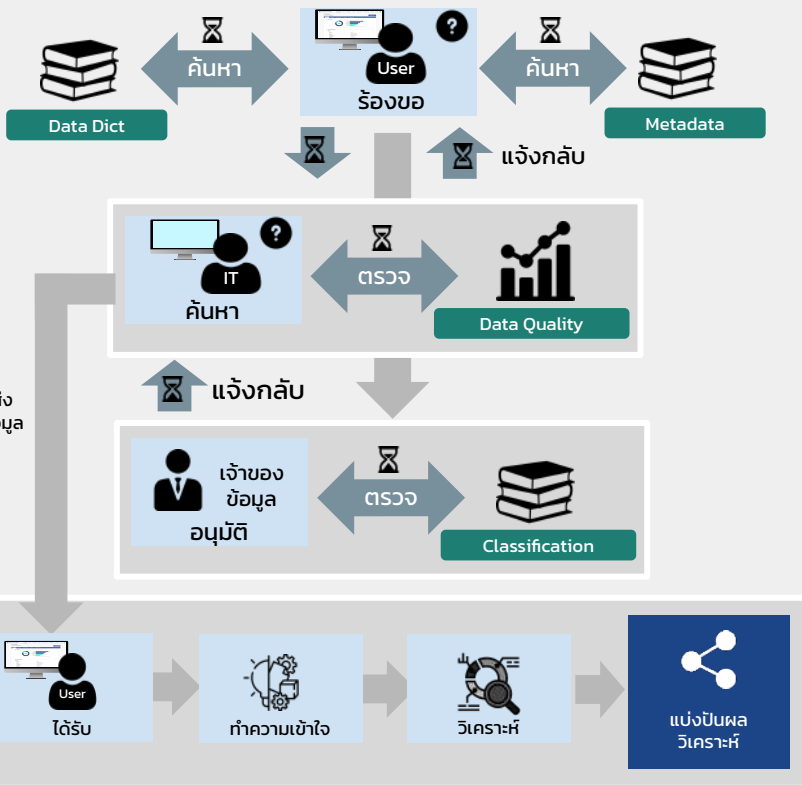 ค้นหา
User
ค้นหา
ร้องขอ
Data Dict
Metadata
แจ้งกลับ
IT
ตรวจ
ค้นหา
Data Quality
แจ้งกลับ
เจ้าของ
ข้อมูล
ตรวจ
อนุมัติ
Classification
User
ได้รับ
ทำความเข้าใจ
วิเคราะห์
แบ่งปันผล
วิเคราะห์